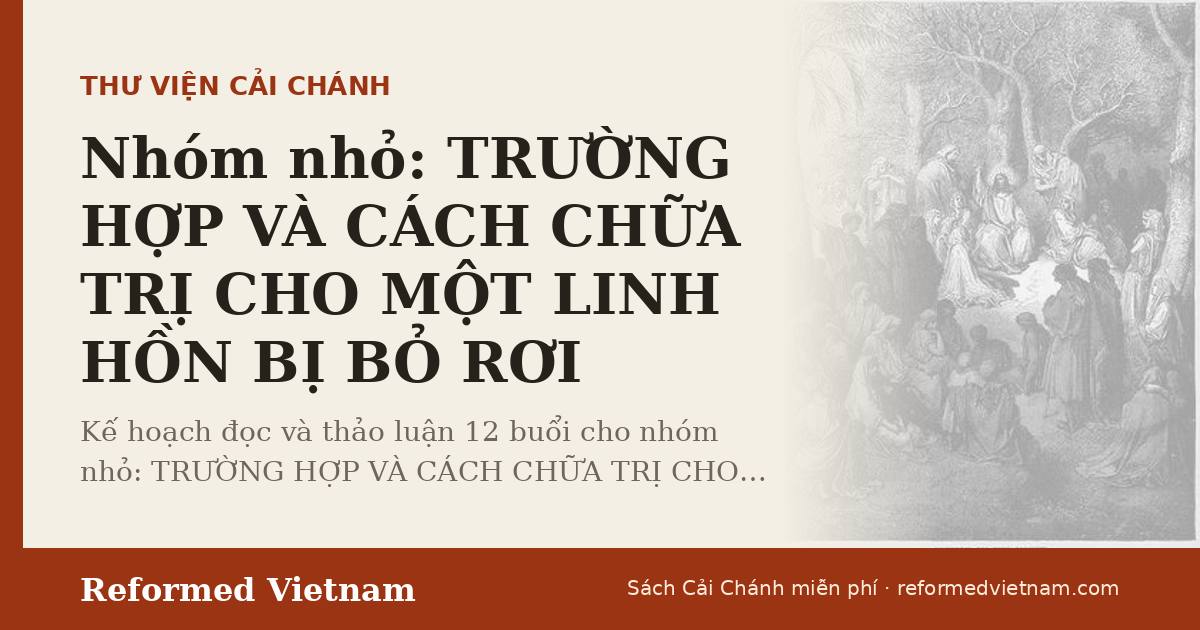 THƯ VIỆN CẢI CHÁNH
Nhóm nhỏ: TRƯỜNG
HỢP VÀ CÁCH CHỮA
TRỊ CHO MỘT LINH
HỒN BỊ BỎ RƠI
Kế hoạch đọc và thảo luận 12 buổi cho nhóm
nhỏ: TRƯỜNG HỢP VÀ CÁCH CHỮA TRỊ CHO…
Reformed Vietnam
Sách Cải Chánh miễn phí · reformedvietnam.com